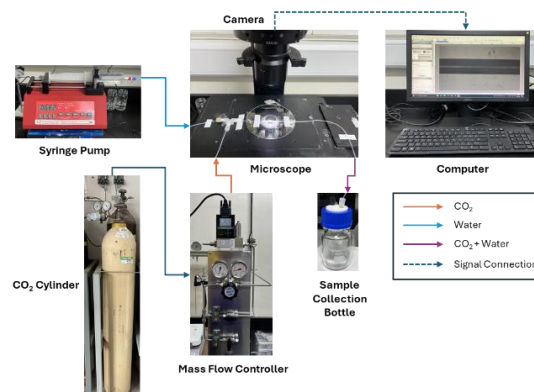 Camera
Syringe Pump
Microscope
Computer
CO₂ Cylinder
Mass Flow Controller
Sample
Collection
Bottle
CO₂
Water
CO₂ + Water
Signal Connection